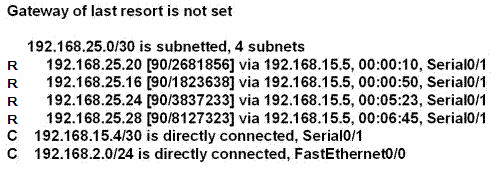 Gateway of last resort is not set
192.168.25.0/30 is subnetted, 4 subnets
R 192.168.25.20 [90/2681856] via 192.168.15.5, 00:00:10, Serial0/1
R 192.168.25.16 [90/1823638] via 192.168.15.5, 00:00:50, Serial0/1
R 192.168.25.24 [90/3837233] via 192.168.15.5, 00:05:23, Serial0/1
R 192.168.25.28 [90/8127323] via 192.168.15.5, 00:06:45, Serial0/1
C 192.168.15.4/30 is directly connected, Serial0/1
C 192.168.2.0/24 is directly connected, FastEthernet0/0